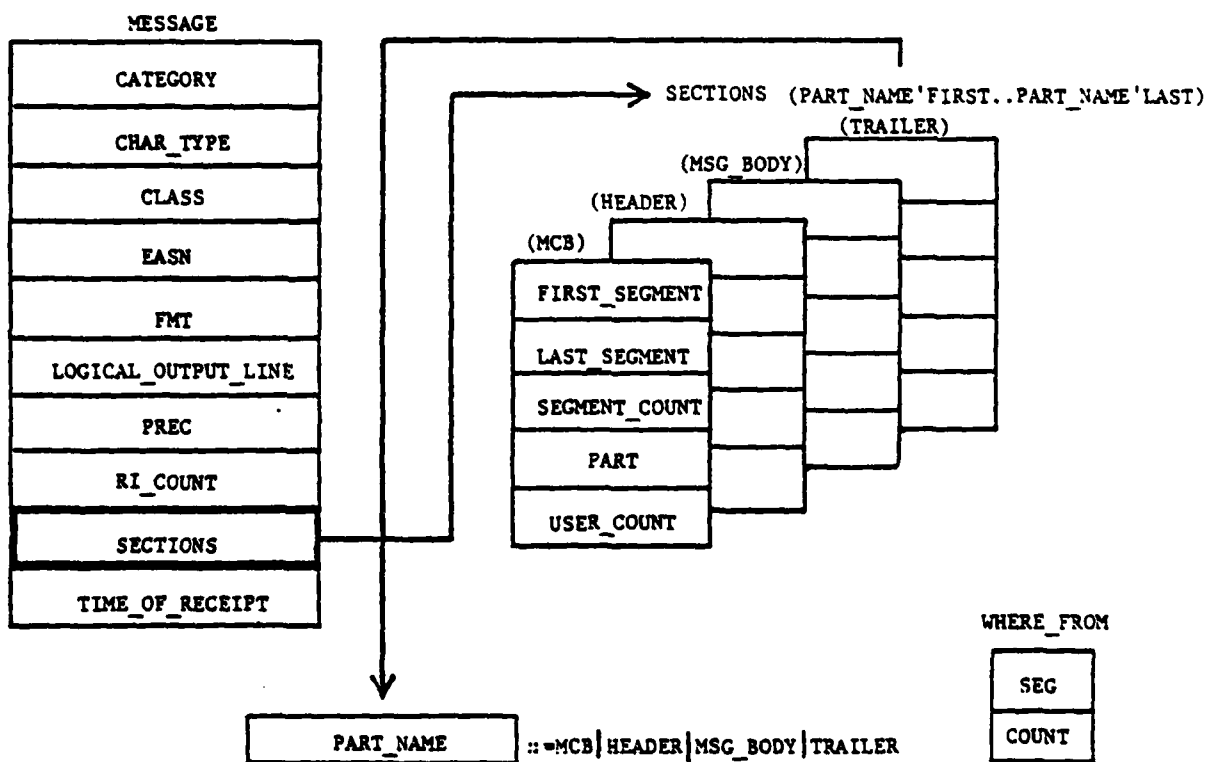 MESSAGE
CATEGORY
CHAR_TYPE
CLASS
EASN
FMT
LOGICAL_OUTPUT_LINE
PREC
RI_COUNT
SECTIONS
TIME_OF_RECEIPT
SECTIONS (PART_NAME'FIRST..PART_NAME'LAST)
(TRAILER)
(MSG_BODY)
(HEADER)
(MCB)
FIRST_SEGMENT
LAST_SEGMENT
SEGMENT_COUNT
PART
USER_COUNT
WHERE_FROM
SEG
COUNT
PART_NAME ::=MCB|HEADER|MSG_BODY|TRAILER